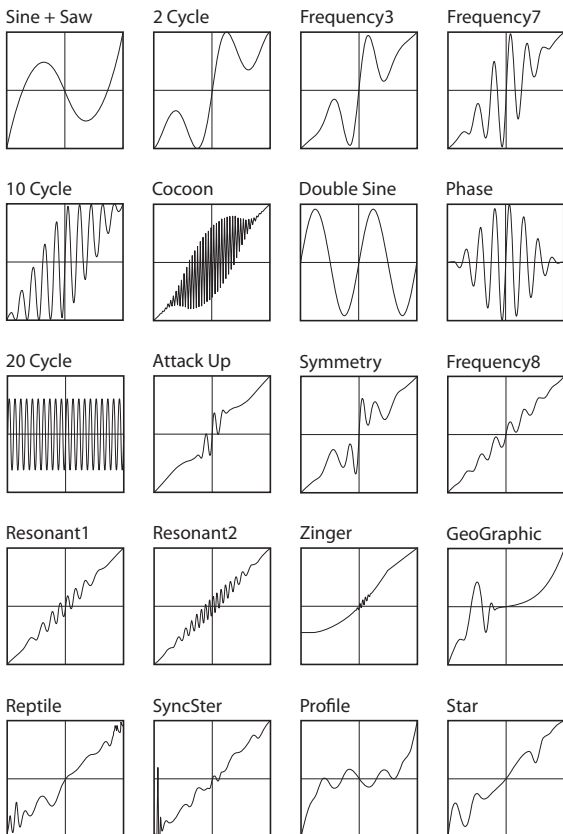 Sine + Saw
2 Cycle
Frequency3
Frequency7
10 Cycle
Cocoon
Double Sine
Phase
20 Cycle
Attack Up
Symmetry
Frequency8
Resonant1
Resonant2
Zinger
GeoGraphic
Reptile
SyncSter
Profile
Star